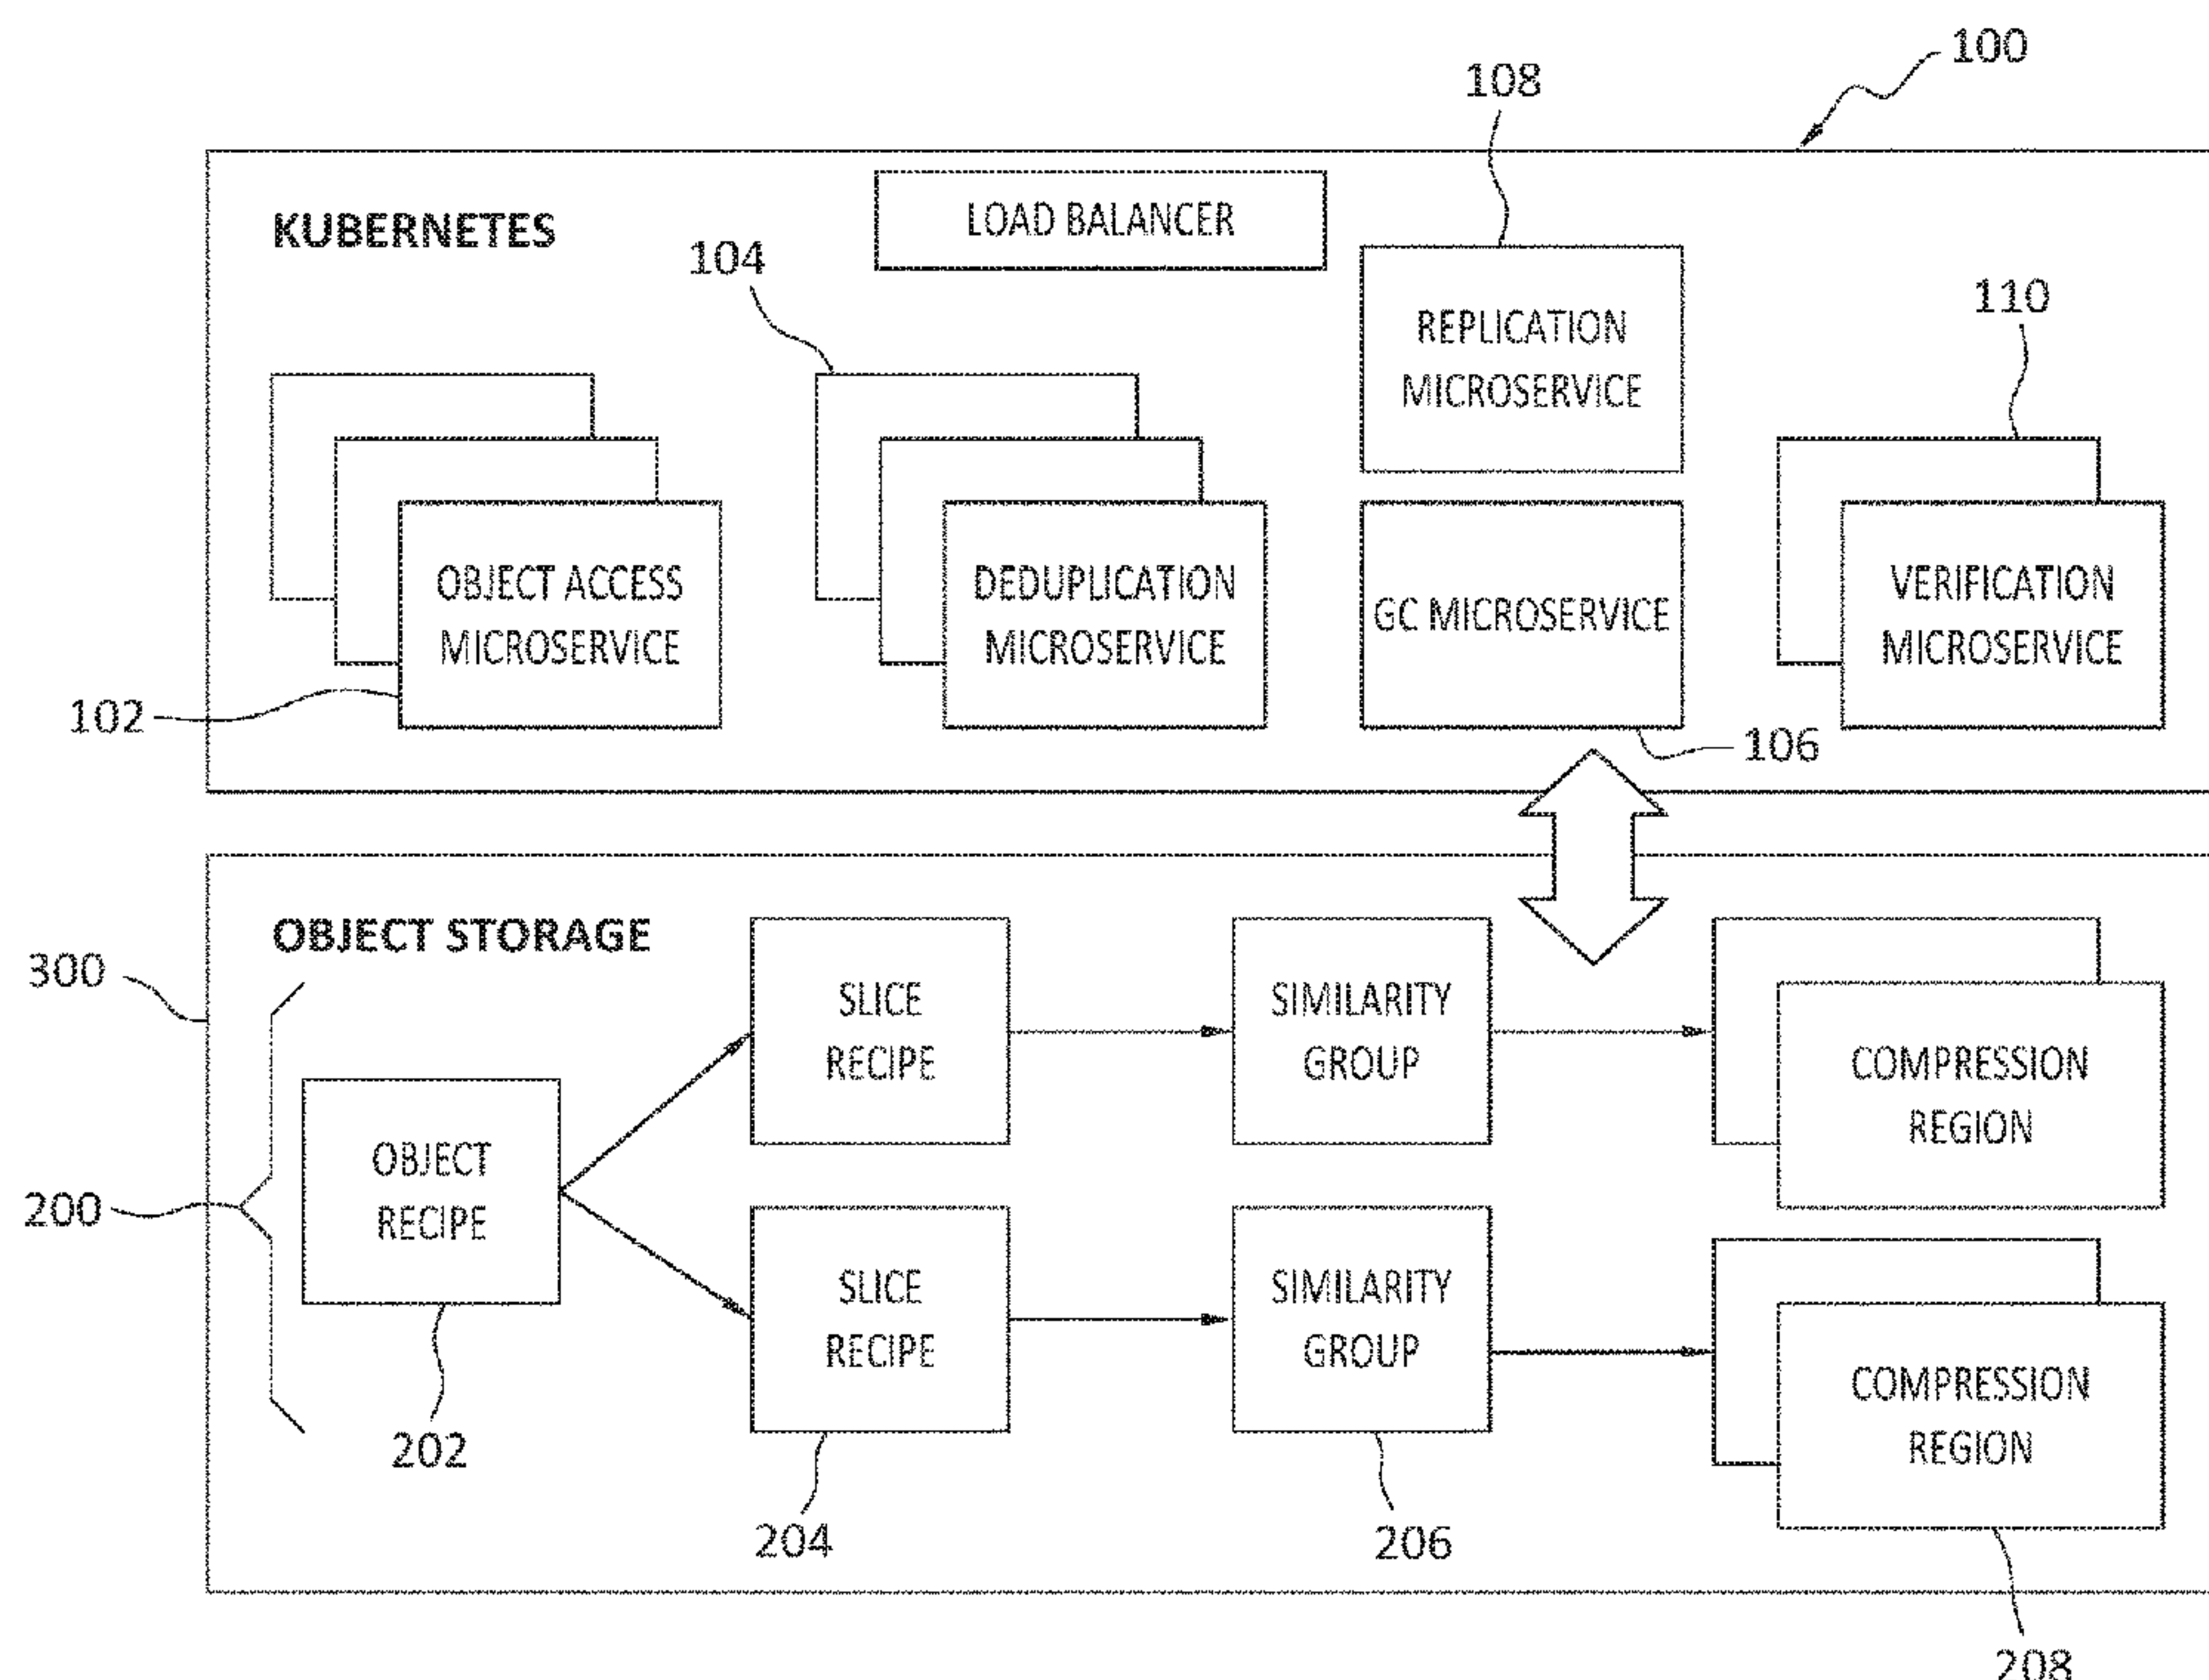 100
108
KUBERNETES
LOAD BALANCER
104
110
REPLICATION
MICROSERVICE
OBJECT ACCESS
MICROSERVICE
DEDUPLICATION
MICROSERVICE
GC MICROSERVICE
VERIFICATION
MICROSERVICE
102
106
OBJECT STORAGE
300
SLICE
RECIPE
SIMILARITY
GROUP
COMPRESSION
REGION
200
OBJECT
RECIPE
SLICE
RECIPE
SIMILARITY
GROUP
COMPRESSION
REGION
202
204
206
208